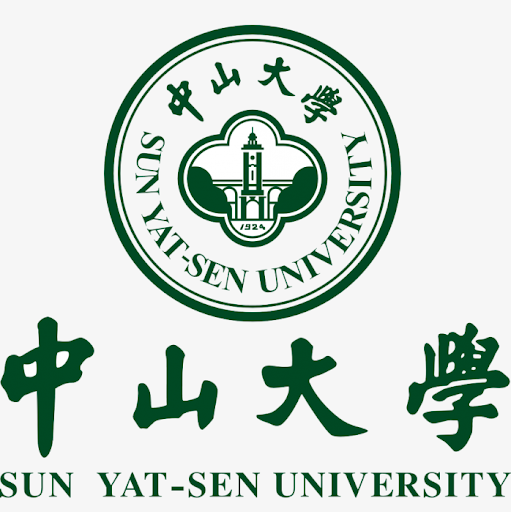 中山大學
SUN YAT-SEN UNIVERSITY
1924
中山大學
SUN YAT-SEN UNIVERSITY